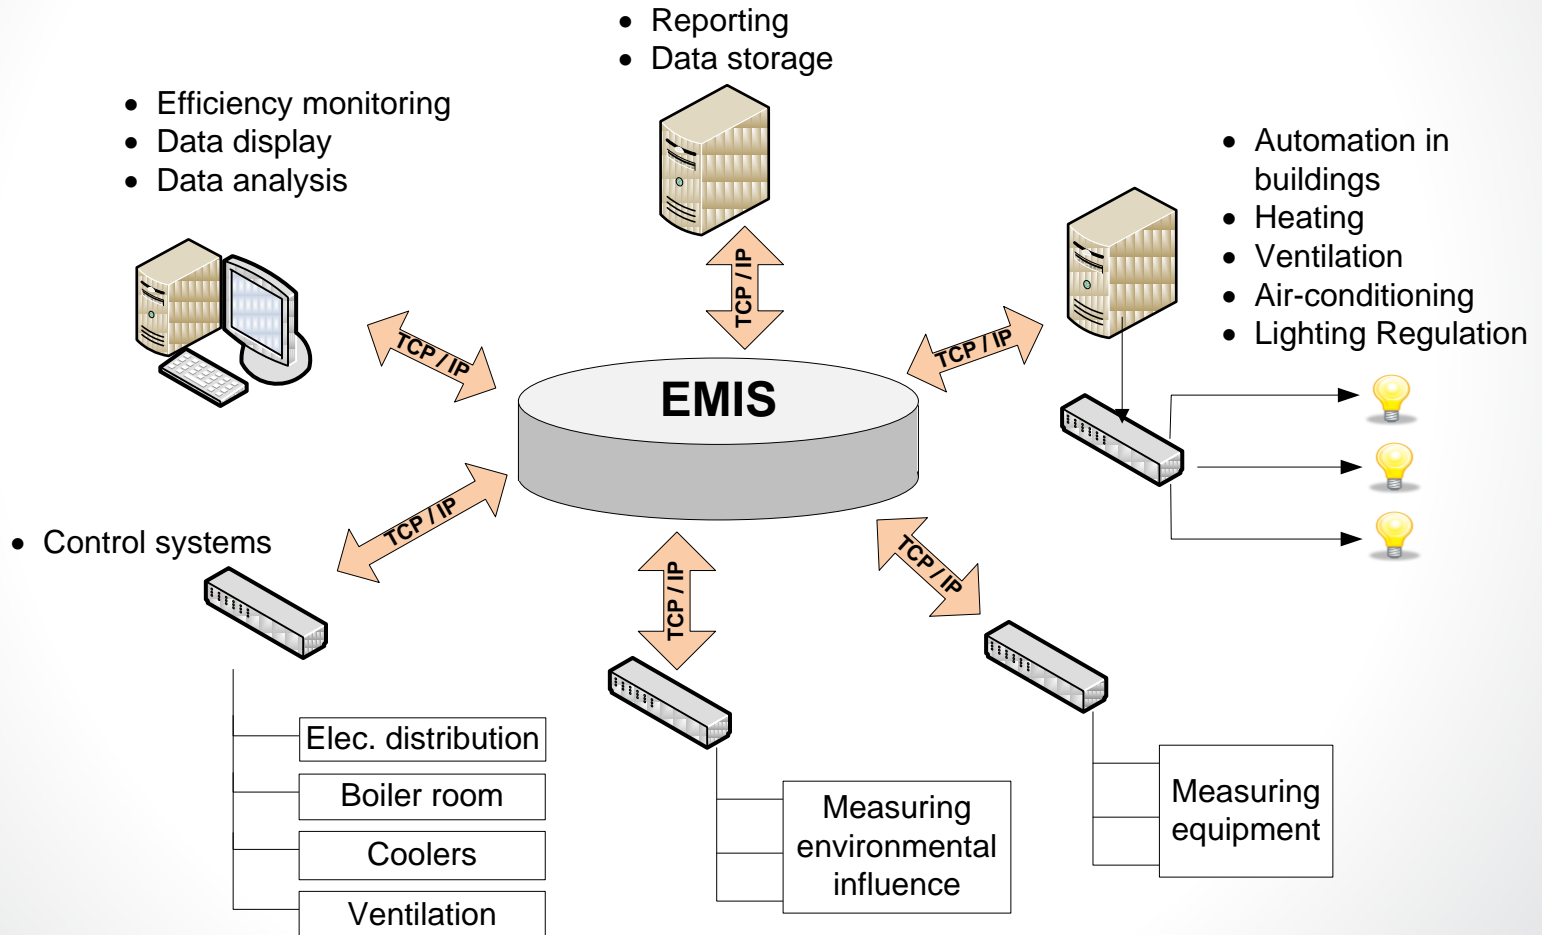 • Reporting
• Data storage
• Efficiency monitoring
• Data display
• Data analysis
• Automation in
buildings
• Heating
• Ventilation
• Air-conditioning
• Lighting Regulation
TCP / IP
TCP / IP
TCP / IP
EMIS
TCP / IP
TCP / IP
TCP / IP
• Control systems
Elec. distribution
Boiler room
Coolers
Ventilation
Measuring
environmental
influence
Measuring
equipment